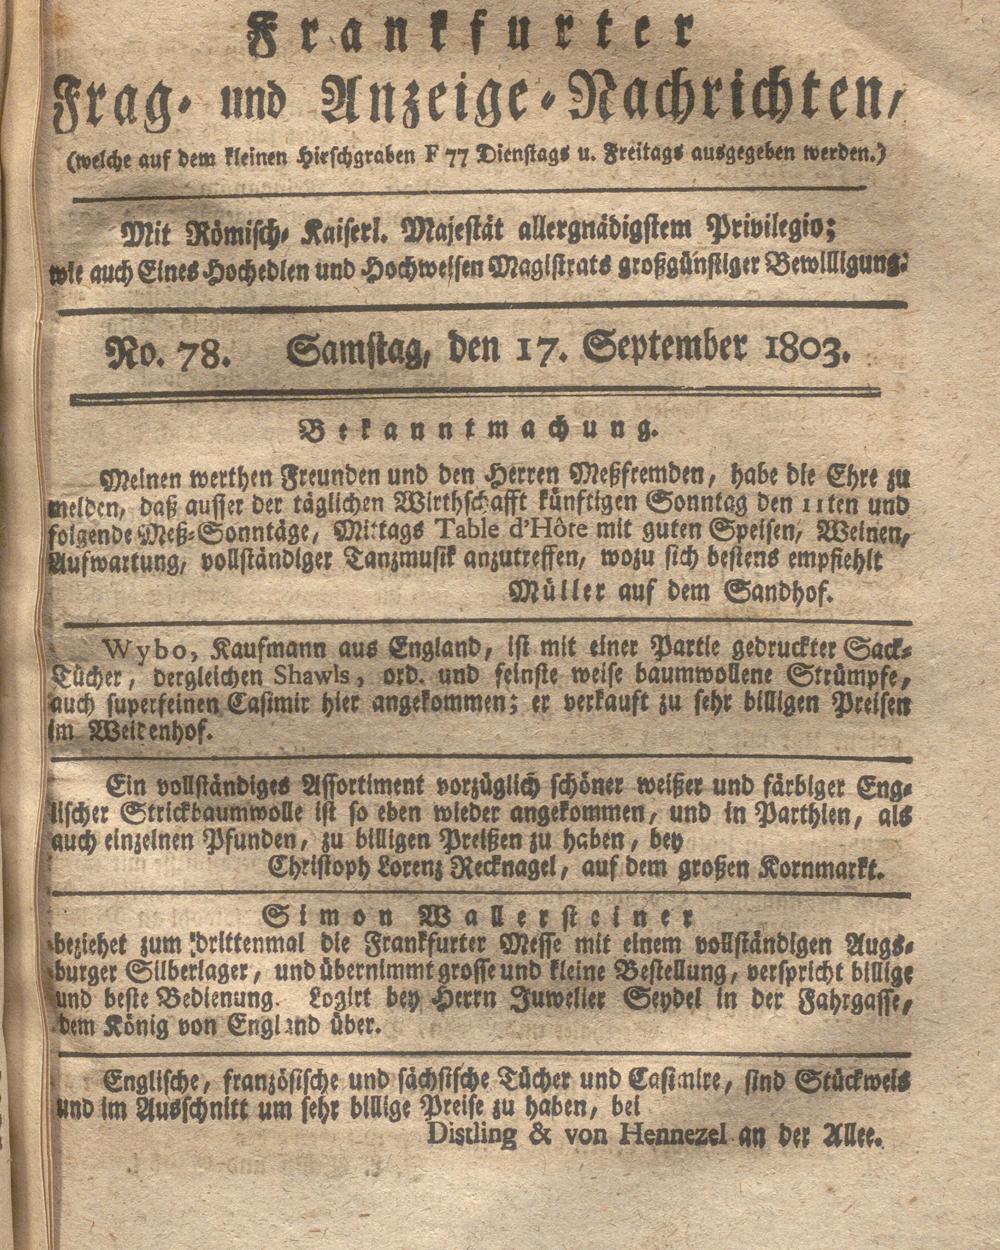 Frankfurter
Frag- und Anzeige-Nachrichten,
(welche auf dem kleinen Hirschgraben F 77 Dienstags u. Freitags ausgegeben werden.)
Mit Römisch- Kaiserl. Majestät allergnädigstem Privilegio;
wie auch Eines Hochedlen und Hochweisen Magistrats großgünstiger Bewilligung.
No. 78. Samstag, den 17. September 1803.
Bekanntmachung.
Meinen werthen Freunden und den Herren Meßfremden, habe die Ehre zu
melden, daß ausser der täglichen Wirthschafft künftigen Sonntag den 11ten und
folgende Meß-Sonntäge, Mittags Table d'Hôte mit guten Speisen, Weinen,
Aufwartung, vollständiger Tanzmusik anzutreffen, wozu sich bestens empfiehlt
Müller auf dem Sandhof.
Wybo, Kaufmann aus England, ist mit einer Partie gedruckter Sack-
Tücher, dergleichen Shawls, ord. und feinste weise baumwollene Strümpfe,
auch superfeinen Casimir hier angekommen; er verkauft zu sehr billigen Preisen
im Weidenhof.
Ein vollständiges Assortiment vorzüglich schöner weißer und färbiger Eng-
lischer Strickbaumwolle ist so eben wieder angekommen, und in Parthien, als
auch einzelnen Pfunden, zu billigen Preißen zu haben, bey
Christoph Lorenz Recknagel, auf dem großen Kornmarkt.
Simon Wallersteiner
beziehet zum drittenmal die Frankfurter Messe mit einem vollständigen Augs-
burger Silberlager, und übernimmt grosse und kleine Bestellung, verspricht billige
und beste Bedienung. Logirt bey Herrn Juwelier Seydel in der Fahrgasse,
dem König von England über.
Englische, französische und sächsische Tücher und Casimire, sind Stückweis
und im Ausschnitt um sehr billige Preise zu haben, bei
Distling & von Hennezel an der Allee.